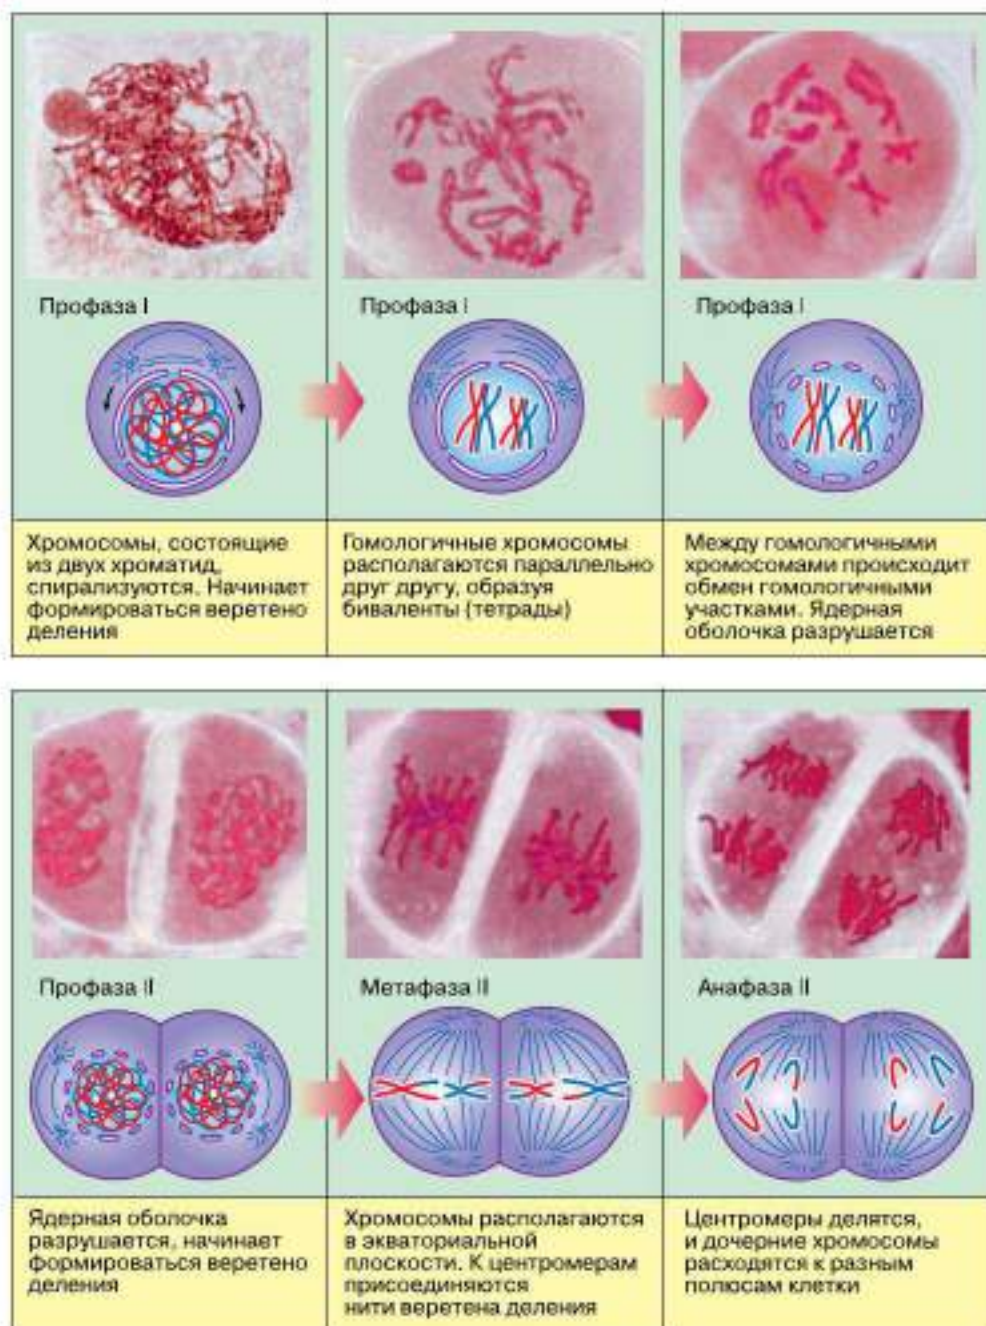 Профаза I
Профаза I
Профаза I
Хромосомы, состоящие
из двух хроматид,
спирализуются. Начинает
формироваться веретено
деления
Гомологичные хромосомы
располагаются параллельно
друг другу, образуя
биваленты (тетрады)
Между гомологичными
хромосомами происходит
обмен гомологичными
участками. Ядерная
оболочка разрушается
Профаза II
Метафаза II
Анафаза II
Ядерная оболочка
разрушается, начинает
формироваться веретено
деления
Хромосомы располагаются
в экваториальной
плоскости. К центромерам
присоединяются
нити веретена деления
Центромеры делятся,
и дочерние хромосомы
расходятся к разным
полюсам клетки